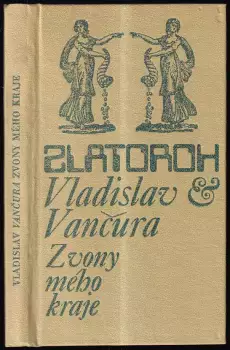 VLADISLAV VANČURA ZVONY MÉHO KRAJE
ZLATOROH
Vladislav &
Vančura
Zvony
mého
kraje